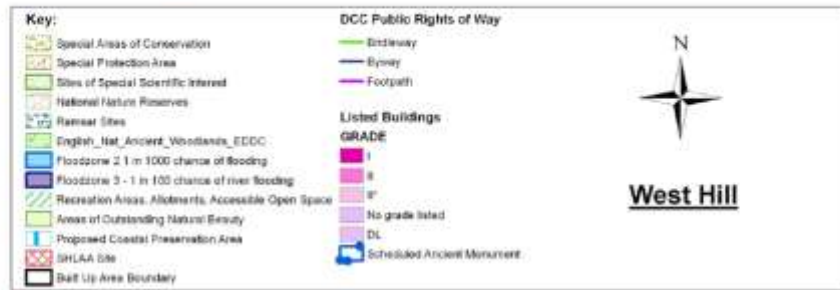 Key:
Special Areas of Conservation
Special Protection Area
Sites of Special Scientific Interest
National Nature Reserves
Ramsar Sites
English_Nat_Ancient_Woodlands_EDDC
Floodzone 2 1 in 1000 chance of flooding
Floodzone 3 - 1 in 100 chance of river flooding
Recreation Areas, Allotments, Accessible Open Space
Areas of Outstanding Natural Beauty
Proposed Coastal Preservation Area
SHLAA Site
Built Up Area Boundary
DCC Public Rights of Way
Bridleway
Byway
Footpath
Listed Buildings
GRADE
I
II
II*
No grade listed
DL
Scheduled Ancient Monument
N
West Hill